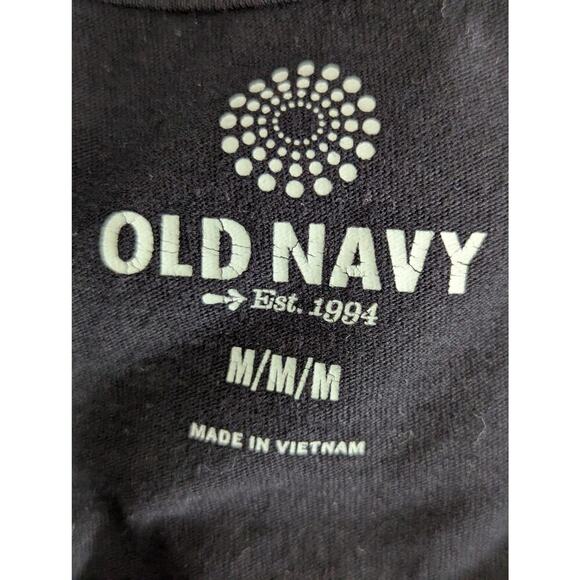 OLD NAVY
Est. 1994
M/M/M
MADE IN VIETNAM